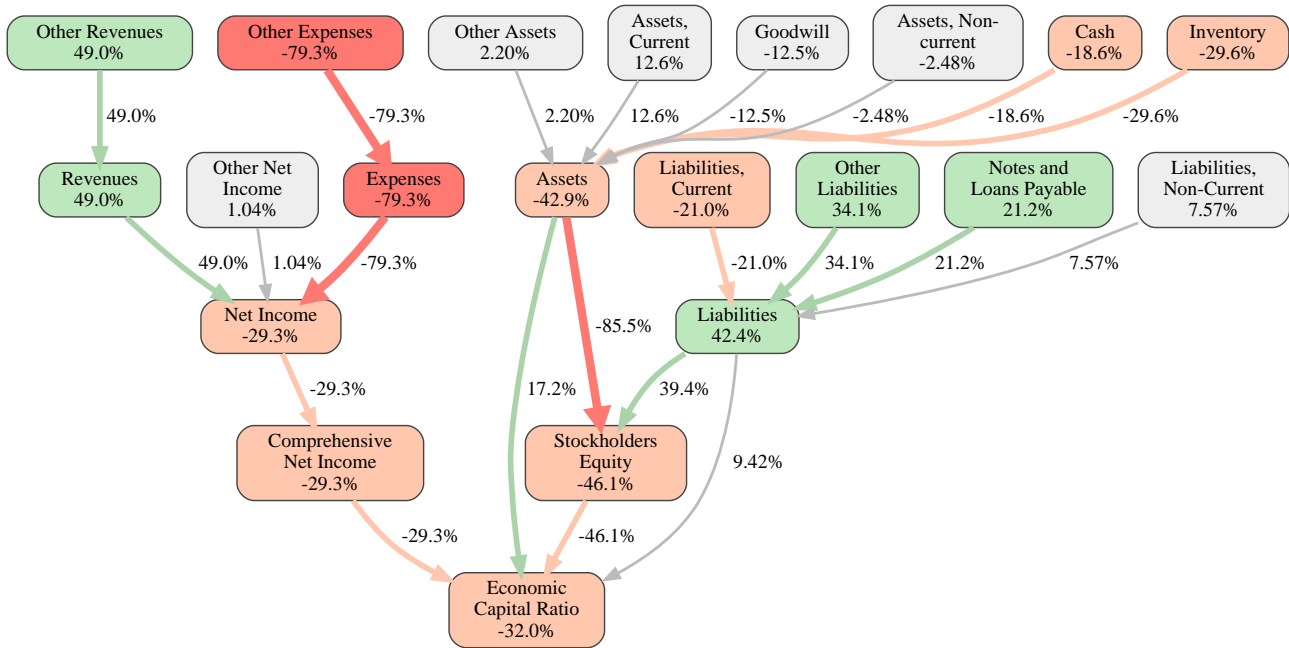 Other Revenues
49.0%
Other Expenses
-79.3%
Other Assets
2.20%
Assets,
Current
12.6%
Goodwill
-12.5%
Assets, Non-
current
-2.48%
Cash
-18.6%
Inventory
-29.6%
49.0%
-79.3%
2.20%
12.6%
-12.5%
-2.48%
-18.6%
-29.6%
Revenues
49.0%
Other Net
Income
1.04%
Expenses
-79.3%
Assets
-42.9%
Liabilities,
Current
-21.0%
Other
Liabilities
34.1%
Notes and
Loans Payable
21.2%
Liabilities,
Non-Current
7.57%
49.0%
1.04%
-79.3%
-21.0%
34.1%
21.2%
7.57%
Net Income
-29.3%
-85.5%
Liabilities
42.4%
-29.3%
17.2%
39.4%
Comprehensive
Net Income
-29.3%
Stockholders
Equity
-46.1%
9.42%
-29.3%
-46.1%
Economic
Capital Ratio
-32.0%